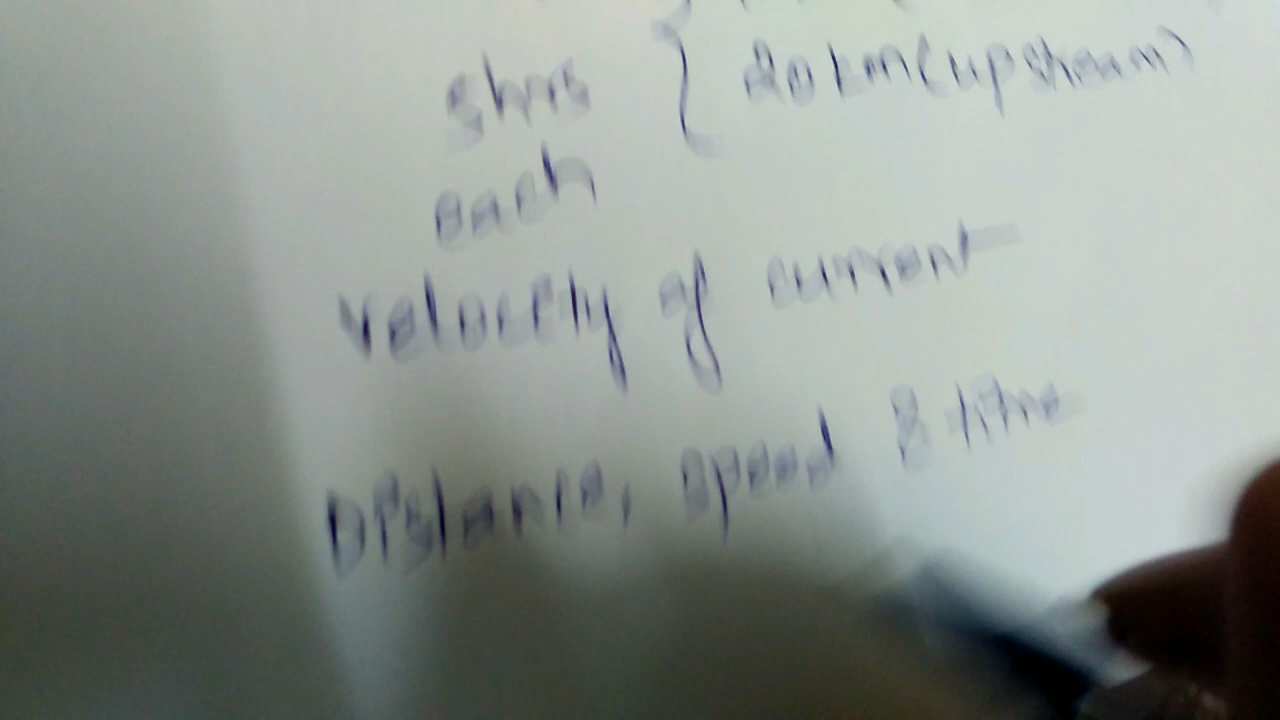 5hrs { 20km(upstream)
each
velocity of current
Distance, speed & time